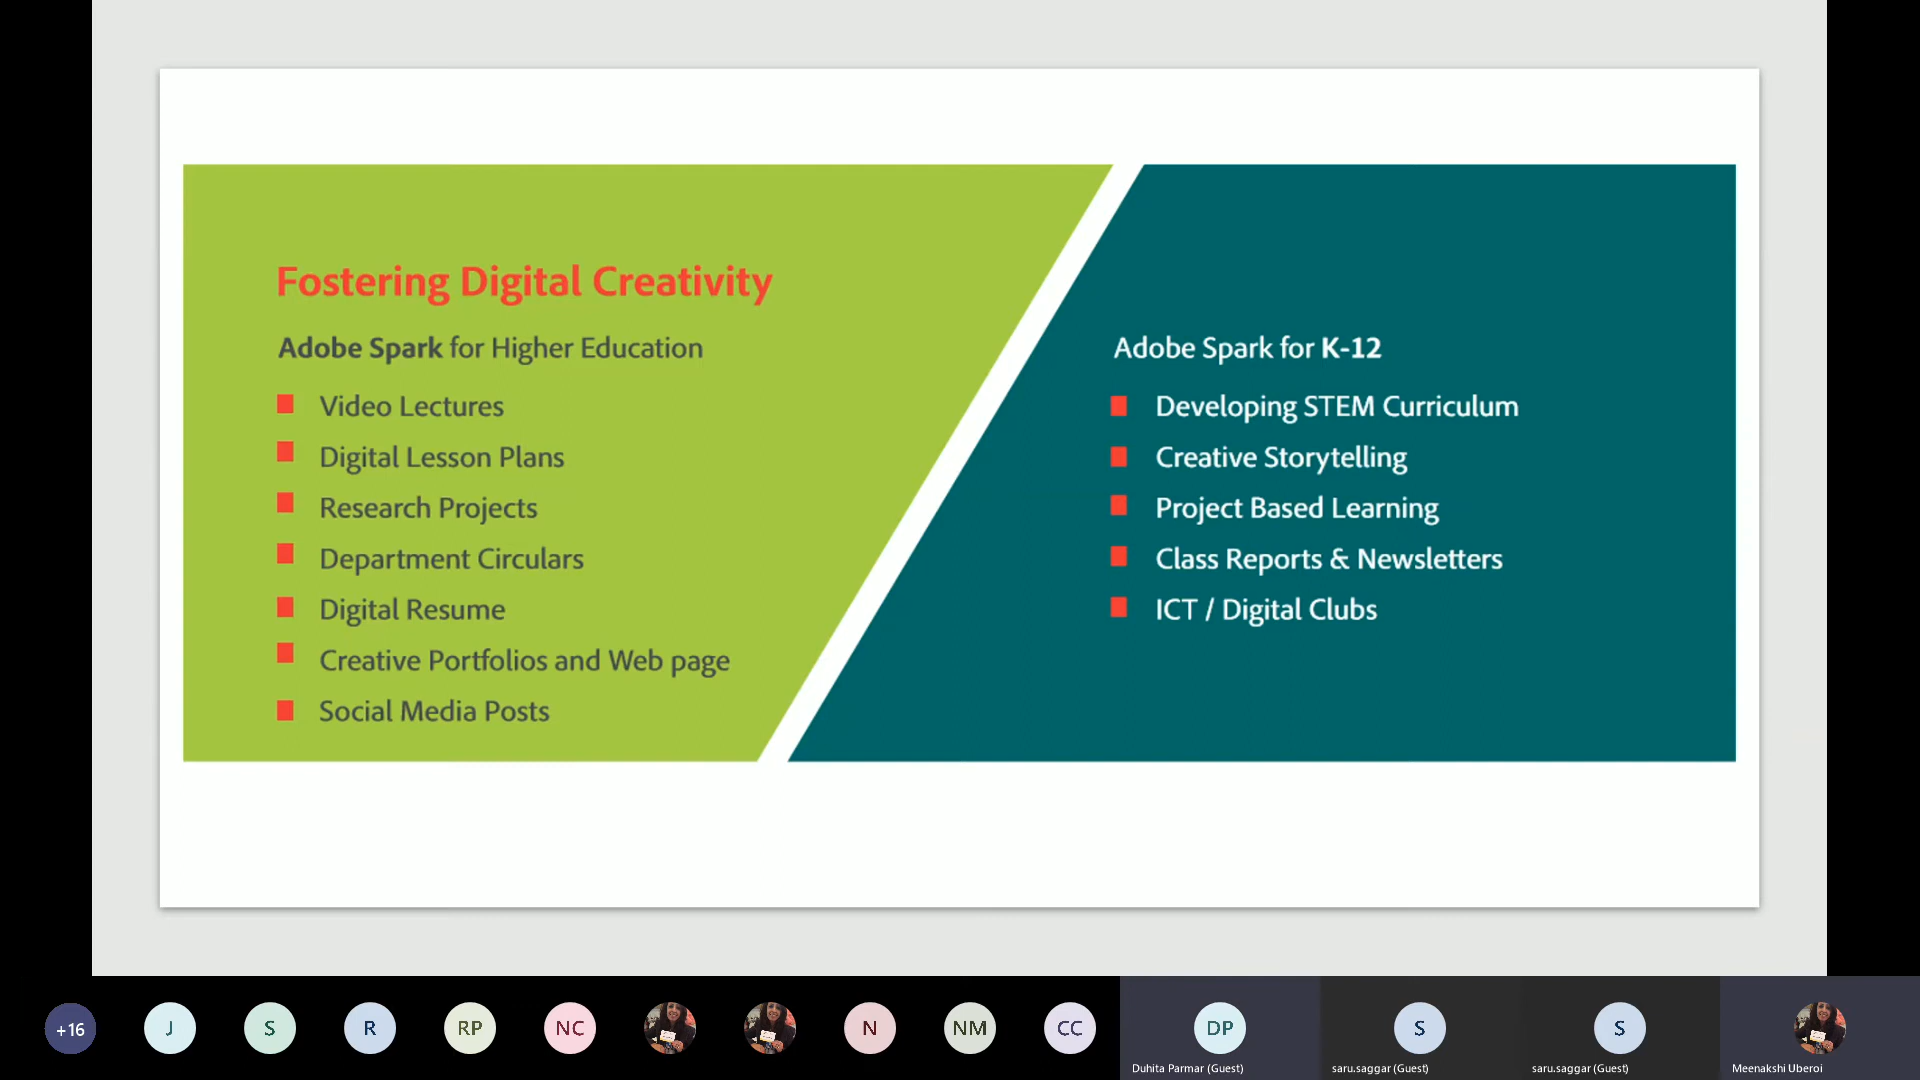 Fostering Digital Creativity
Adobe Spark for Higher Education
Video Lectures
Digital Lesson Plans
Research Projects
Department Circulars
Digital Resume
Creative Portfolios and Web page
Social Media Posts
Adobe Spark for K-12
Developing STEM Curriculum
Creative Storytelling
Project Based Learning
Class Reports & Newsletters
ICT / Digital Clubs
+16
J
S
R
RP
NC
N
NM
CC
DP
S
S
Duhita Parmar (Guest)
saru.saggar (Guest)
saru.saggar (Guest)
Meenakshi Uberoi